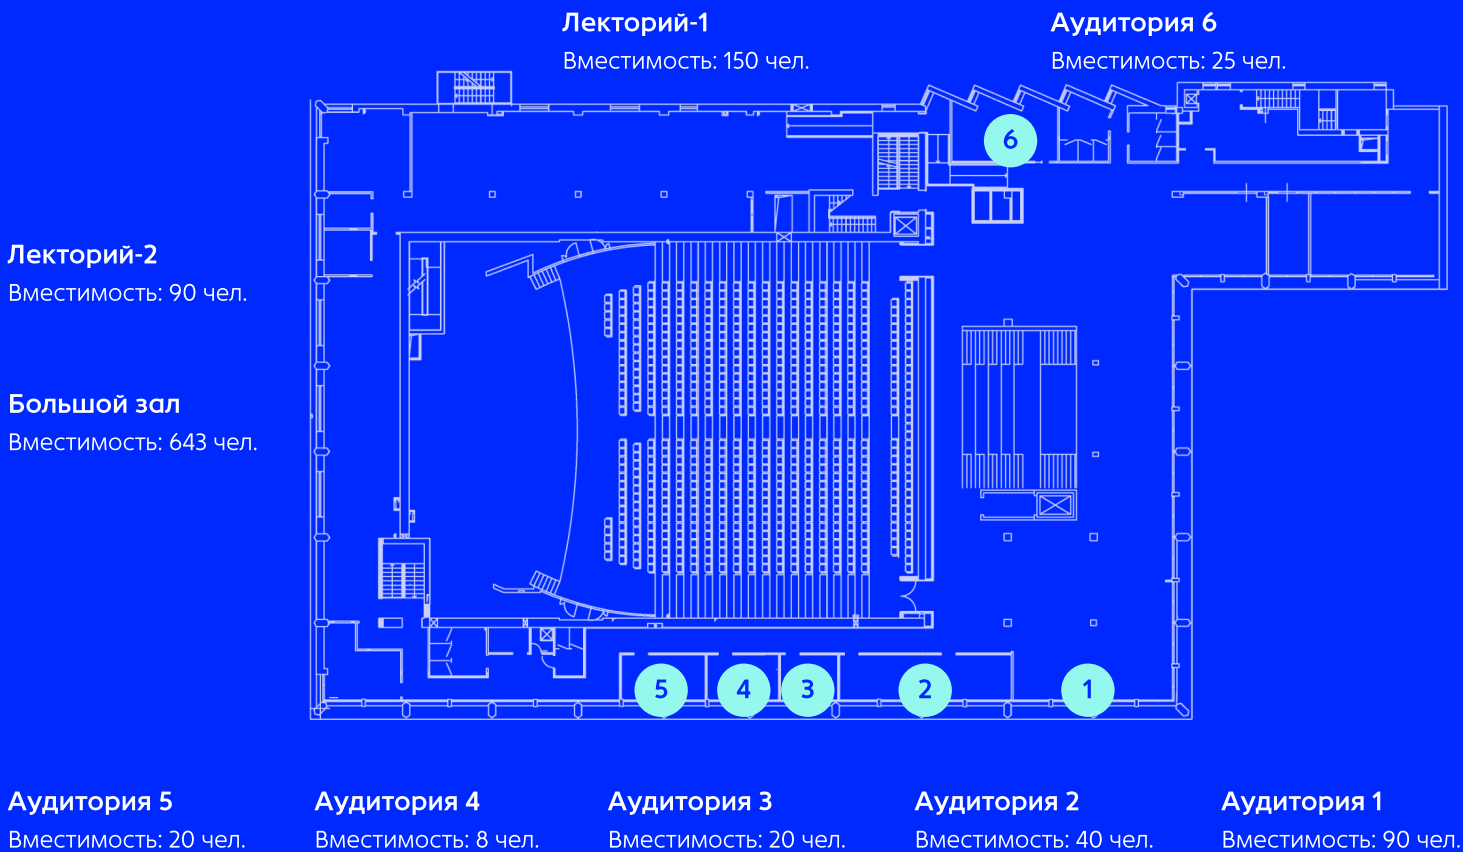 Лекторий-1
Вместимость: 150 чел.
Аудитория 6
Вместимость: 25 чел.
6
Лекторий-2
Вместимость: 90 чел.
Большой зал
Вместимость: 643 чел.
5
4
3
2
1
Аудитория 5
Вместимость: 20 чел.
Аудитория 4
Вместимость: 8 чел.
Аудитория 3
Вместимость: 20 чел.
Аудитория 2
Вместимость: 40 чел.
Аудитория 1
Вместимость: 90 чел.